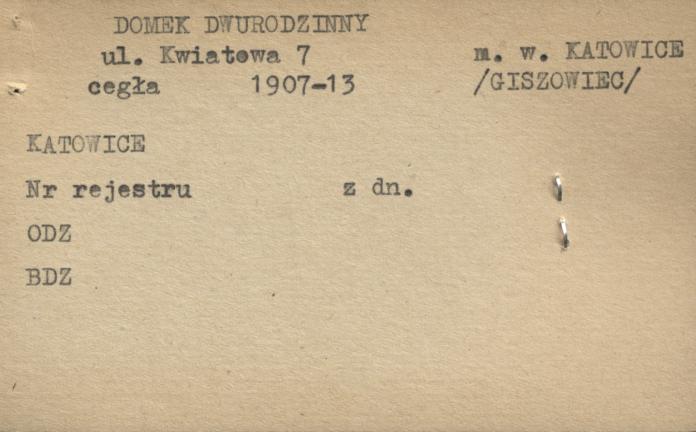 DOMEK DWURODZINNY
ul. Kwiatowa 7 m. w. KATOWICE
cegła 1907-13 /GISZOWIEC/
KATOWICE
Nr rejestru z dn.
ODZ
BDZ